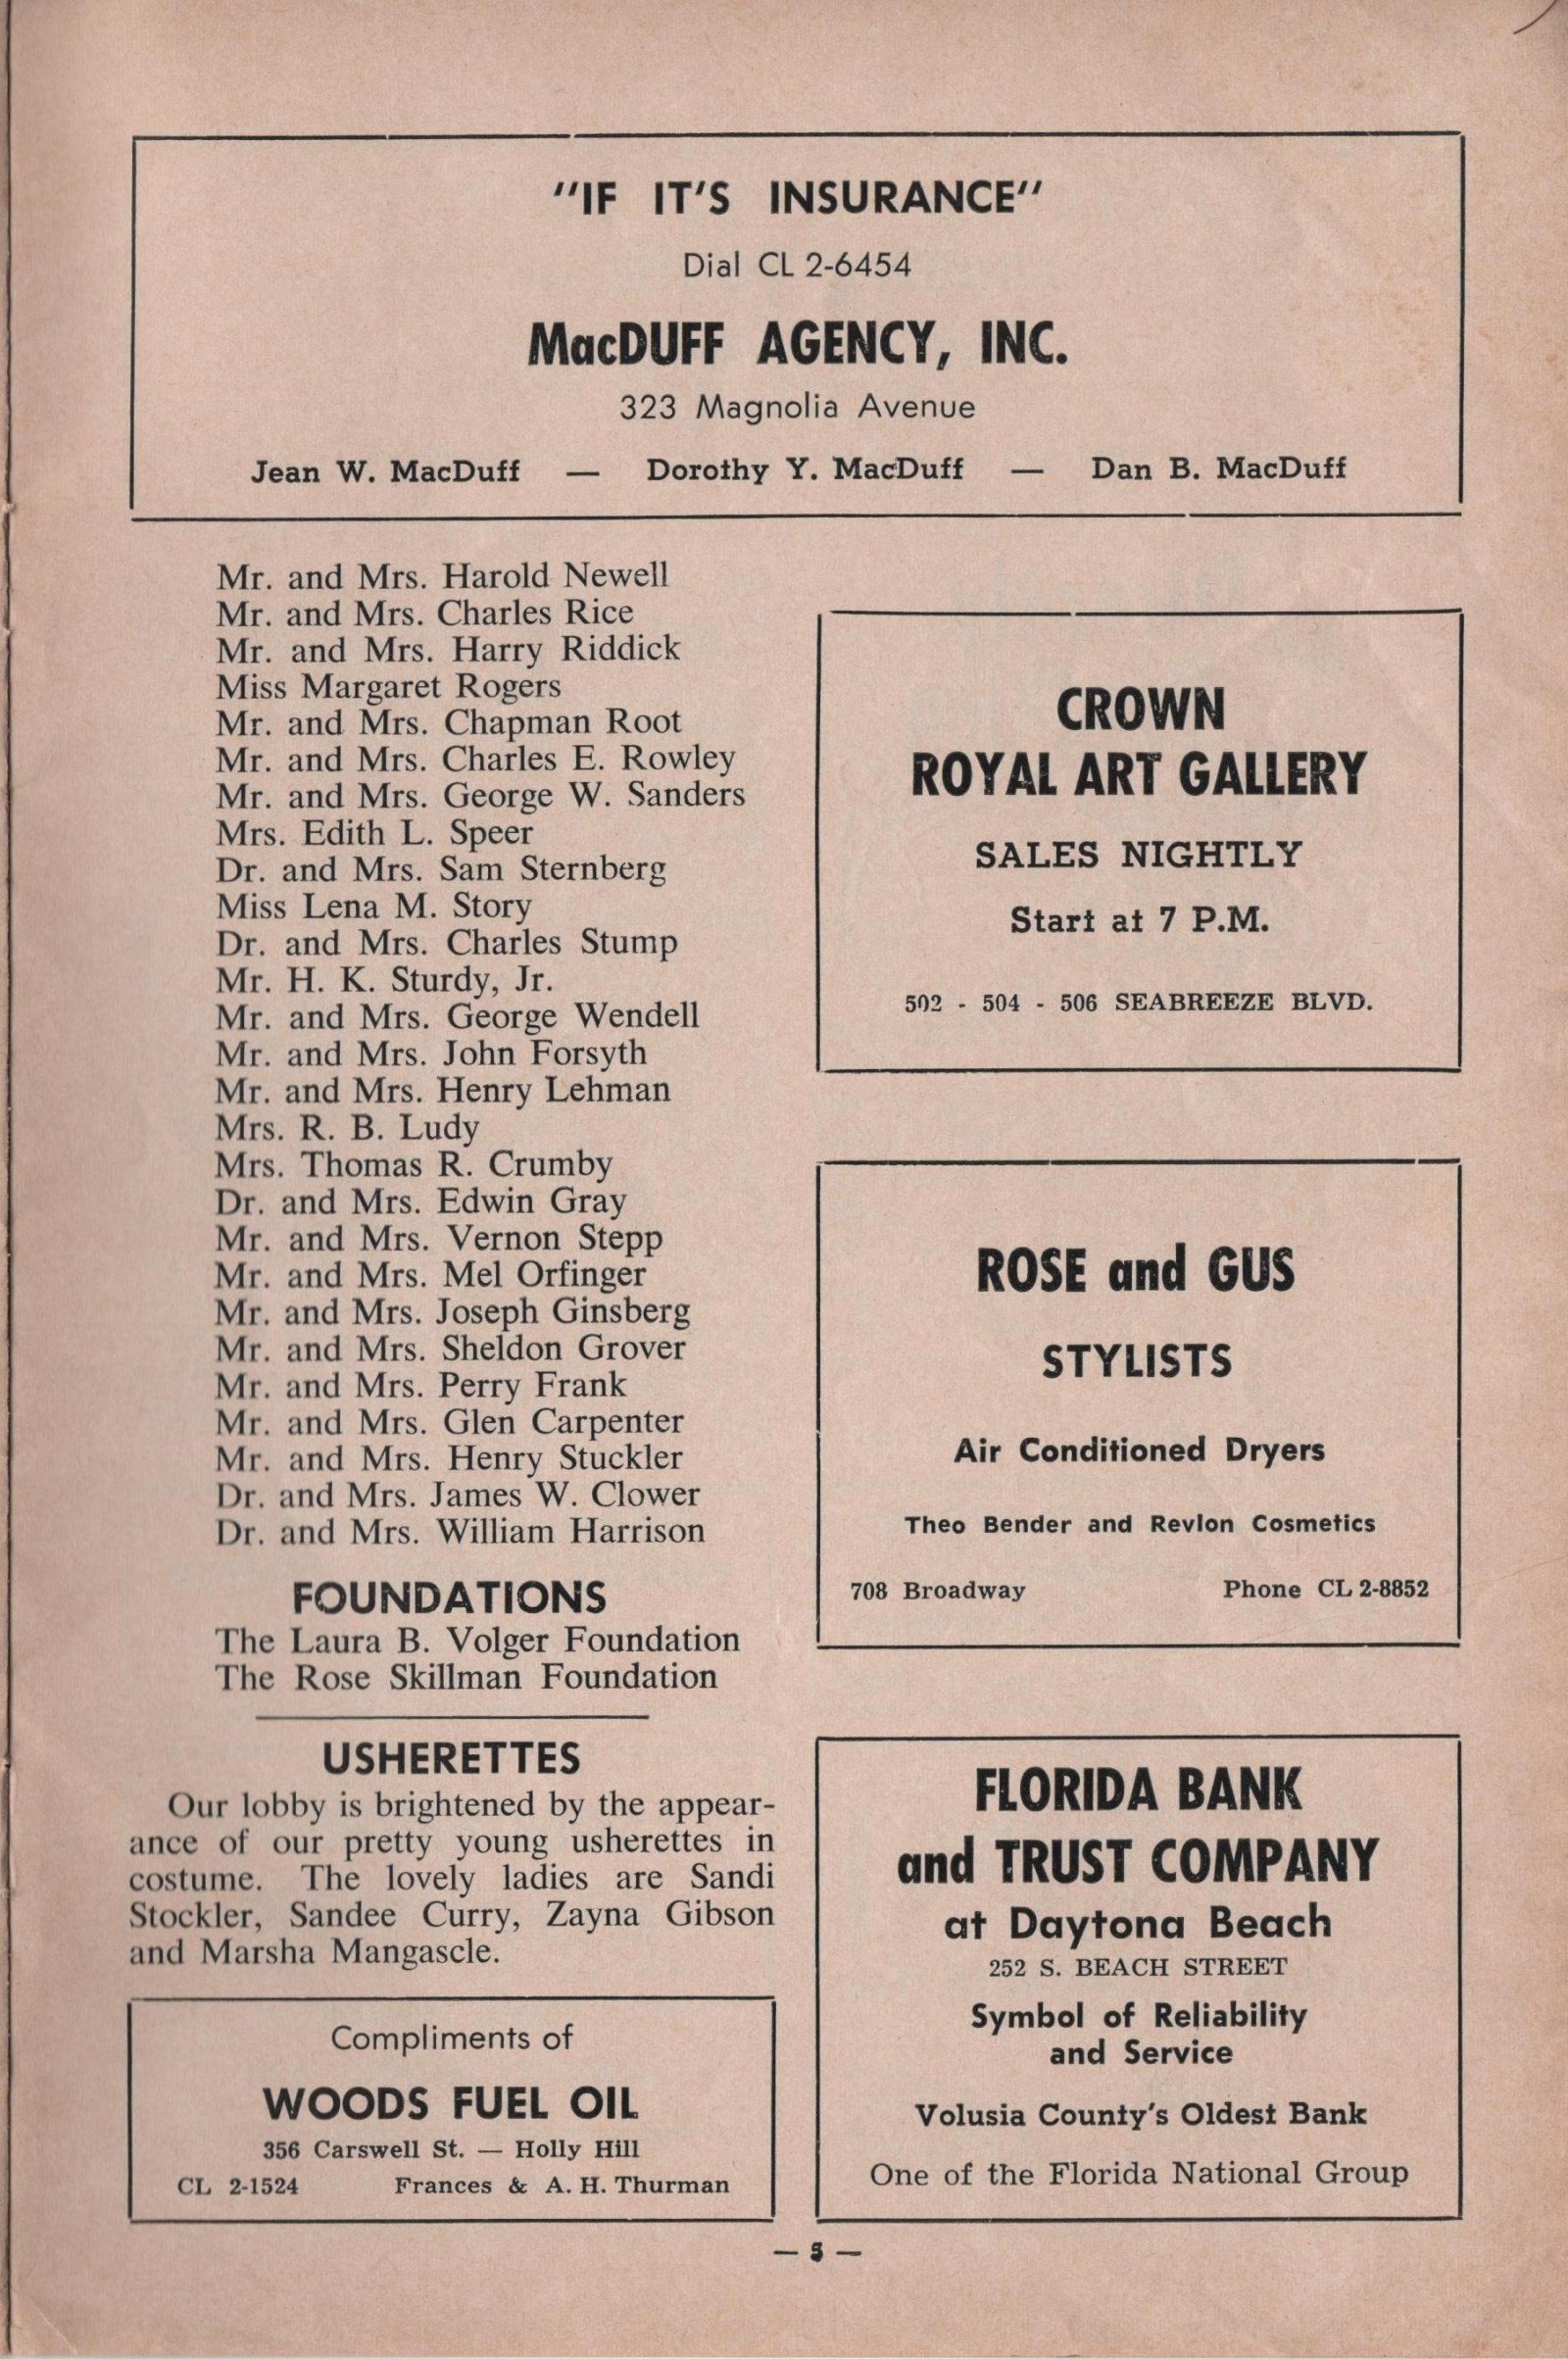 "IF IT'S INSURANCE"
Dial CL 2-6454
MacDUFF AGENCY, INC.
323 Magnolia Avenue
Jean W. MacDuff — Dorothy Y. MacDuff — Dan B. MacDuff
Mr. and Mrs. Harold Newell
Mr. and Mrs. Charles Rice
Mr. and Mrs. Harry Riddick
Miss Margaret Rogers
Mr. and Mrs. Chapman Root
Mr. and Mrs. Charles E. Rowley
Mr. and Mrs. George W. Sanders
Mrs. Edith L. Speer
Dr. and Mrs. Sam Sternberg
Miss Lena M. Story
Dr. and Mrs. Charles Stump
Mr. H. K. Sturdy, Jr.
Mr. and Mrs. George Wendell
Mr. and Mrs. John Forsyth
Mr. and Mrs. Henry Lehman
Mrs. R. B. Ludy
Mrs. Thomas R. Crumby
Dr. and Mrs. Edwin Gray
Mr. and Mrs. Vernon Stepp
Mr. and Mrs. Mel Orfinger
Mr. and Mrs. Joseph Ginsberg
Mr. and Mrs. Sheldon Grover
Mr. and Mrs. Perry Frank
Mr. and Mrs. Glen Carpenter
Mr. and Mrs. Henry Stuckler
Dr. and Mrs. James W. Clower
Dr. and Mrs. William Harrison
FOUNDATIONS
The Laura B. Volger Foundation
The Rose Skillman Foundation
USHERETTES
Our lobby is brightened by the appear-
ance of our pretty young usherettes in
costume. The lovely ladies are Sandi
Stockler, Sandee Curry, Zayna Gibson
and Marsha Mangascle.
Compliments of
WOODS FUEL OIL
356 Carswell St. — Holly Hill
CL 2-1524 Frances & A. H. Thurman
CROWN
ROYAL ART GALLERY
SALES NIGHTLY
Start at 7 P.M.
502 - 504 - 506 SEABREEZE BLVD.
ROSE and GUS
STYLISTS
Air Conditioned Dryers
Theo Bender and Revlon Cosmetics
708 Broadway Phone CL 2-8852
FLORIDA BANK
and TRUST COMPANY
at Daytona Beach
252 S. BEACH STREET
Symbol of Reliability
and Service
Volusia County's Oldest Bank
One of the Florida National Group